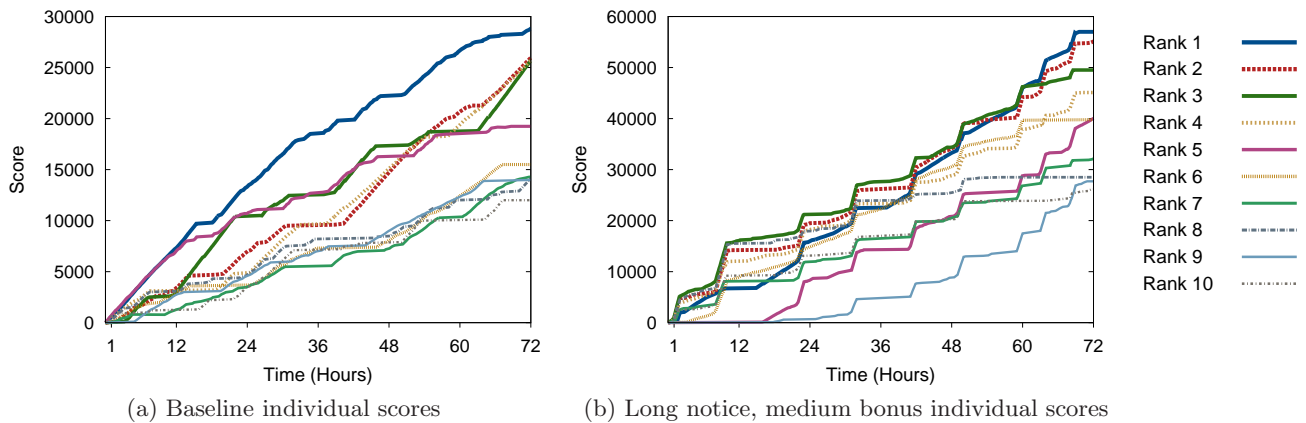 30000
25000
20000
15000
10000
5000
0
Score
1 12 24 36 48 60 72
Time (Hours)
(a) Baseline individual scores
60000
50000
40000
30000
20000
10000
0
Score
1 12 24 36 48 60 72
Time (Hours)
(b) Long notice, medium bonus individual scores
Rank 1
Rank 2
Rank 3
Rank 4
Rank 5
Rank 6
Rank 7
Rank 8
Rank 9
Rank 10